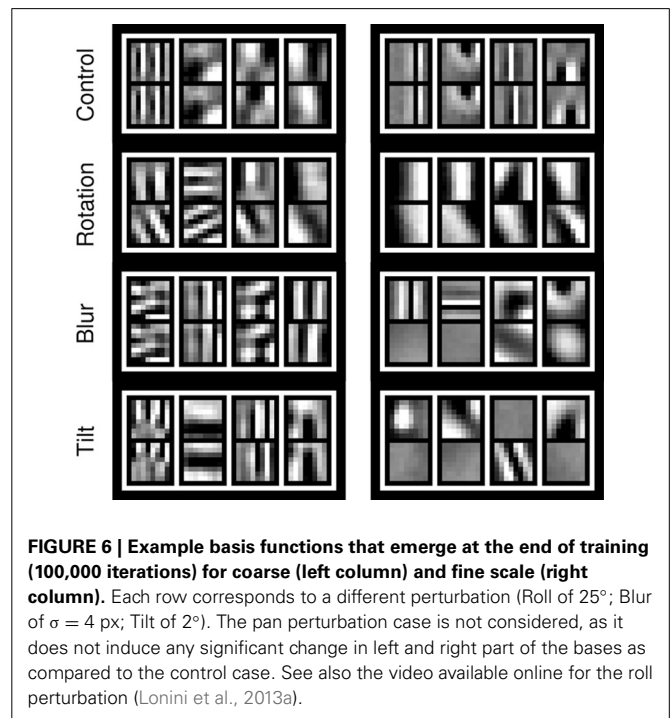 Control
Rotation
Blur
Tilt
FIGURE 6 | Example basis functions that emerge at the end of training
(100,000 iterations) for coarse (left column) and fine scale (right
column). Each row corresponds to a different perturbation (Roll of 25°; Blur
of σ = 4 px; Tilt of 2°). The pan perturbation case is not considered, as it
does not induce any significant change in left and right part of the bases as
compared to the control case. See also the video available online for the roll
perturbation (Lonini et al., 2013a).